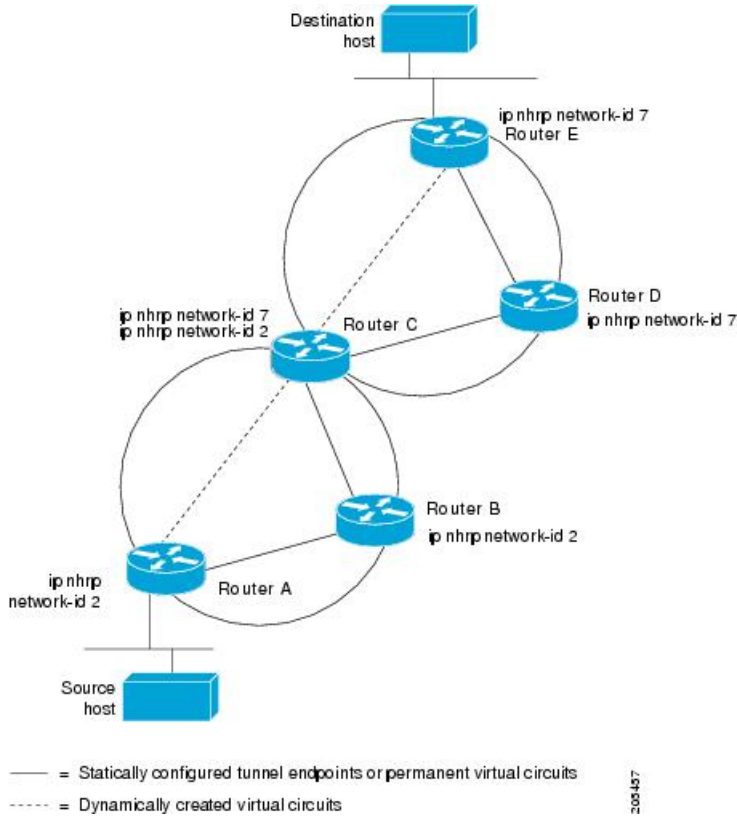 Destination
host
ip nhrp network-id 7
Router E
Router D
ip nhrp network-id 7
ip nhrp network-id 7
ip nhrp network-id 2
Router C
Router B
ip nhrp network-id 2
ip nhrp
network-id 2
Router A
Source
host
= Statically configured tunnel endpoints or permanent virtual circuits
= Dynamically created virtual circuits
205457